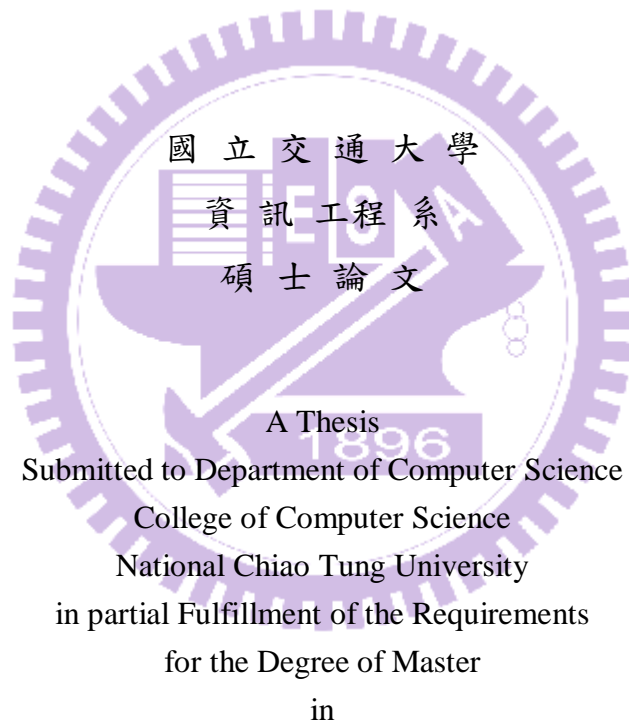 國 立 交 通 大 學
資 訊 工程 系
碩 士 論 文
E S A
A Thesis
1896
Submitted to Department of Computer Science
College of Computer Science
National Chiao Tung University
in partial Fulfillment of the Requirements
for the Degree of Master
in